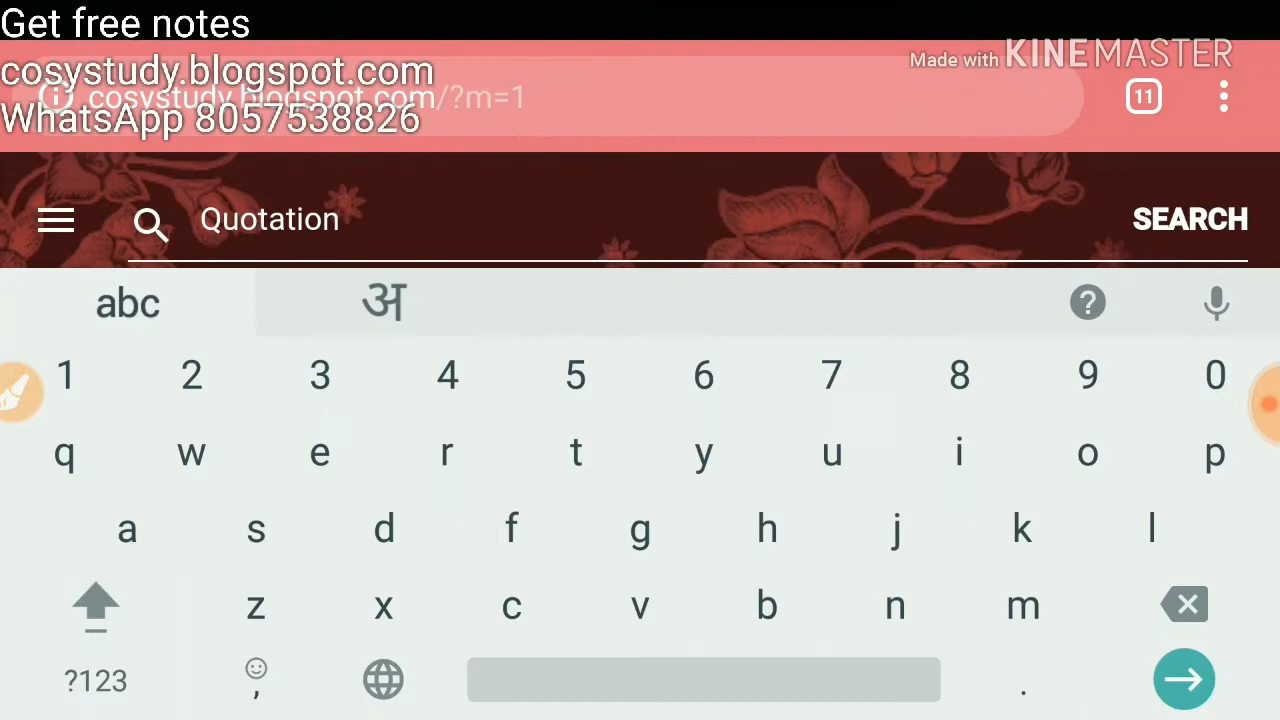 Get free notes
Made with KINEMASTER
cosystudy.blogspot.com
cosystudy.blogspot.com/?m=1
11
WhatsApp 8057538826
Quotation
SEARCH
abc अ ?
1 2 3 4 5 6 7 8 9 0
q w e r t y u i o p
a s d f g h j k l
z x c v b n m
?123 , .